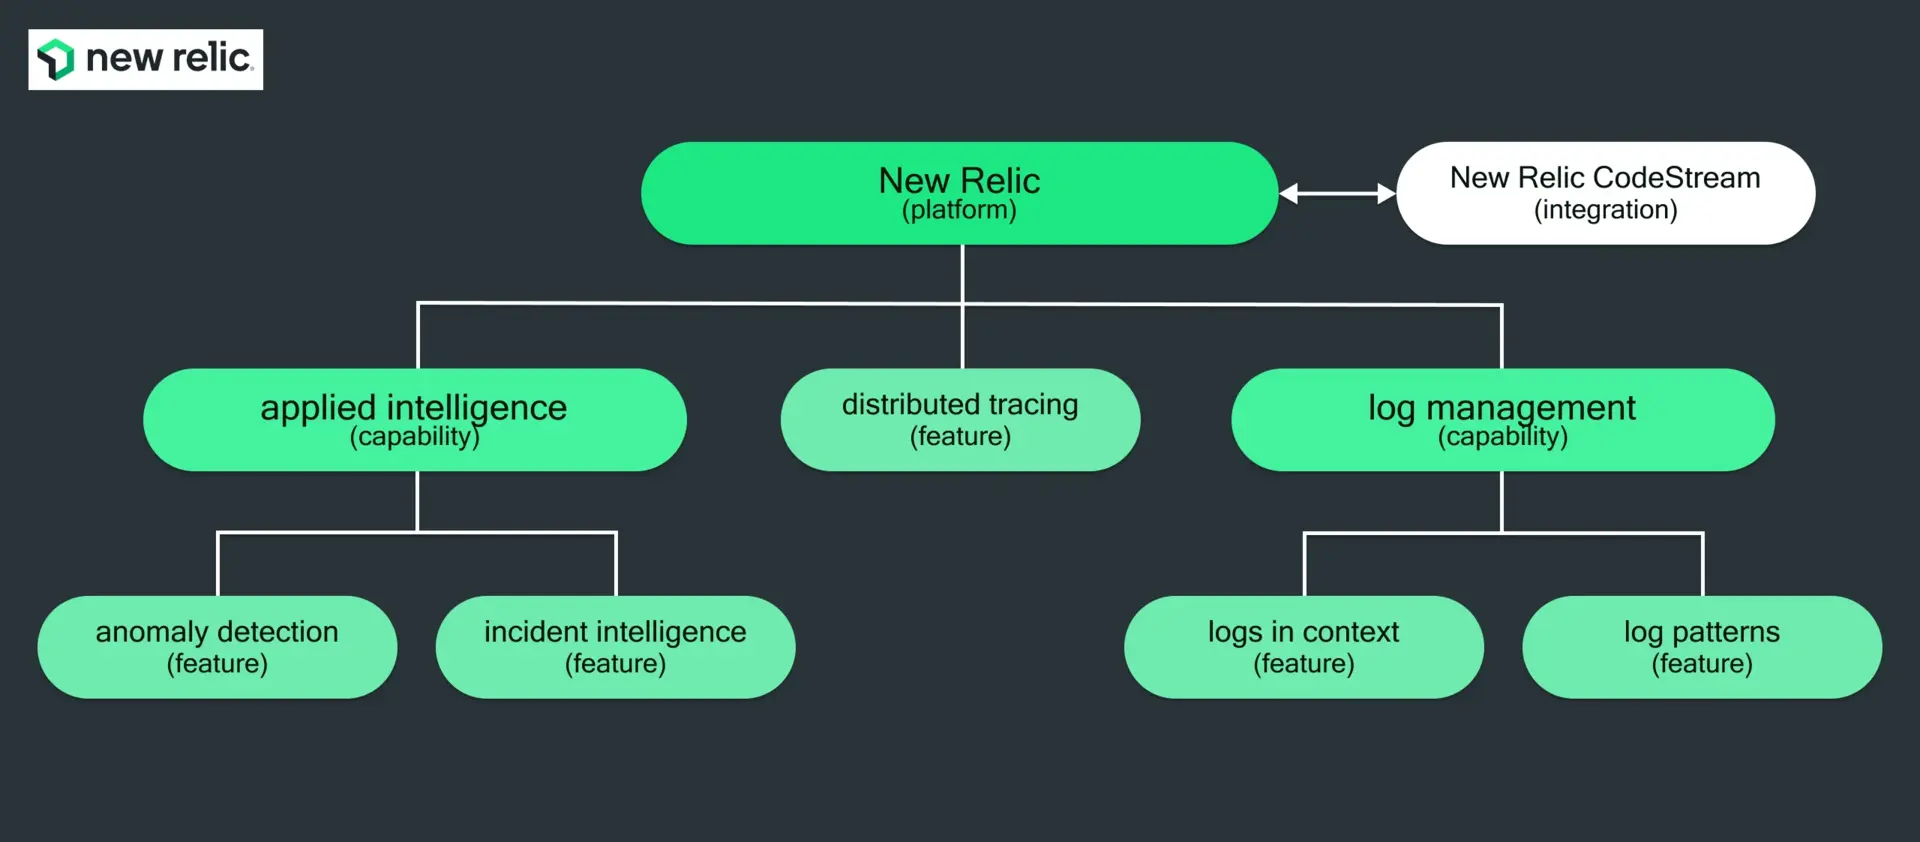 new relic
New Relic
(platform)
New Relic CodeStream
(integration)
applied intelligence
(capability)
distributed tracing
(feature)
log management
(capability)
anomaly detection
(feature)
incident intelligence
(feature)
logs in context
(feature)
log patterns
(feature)